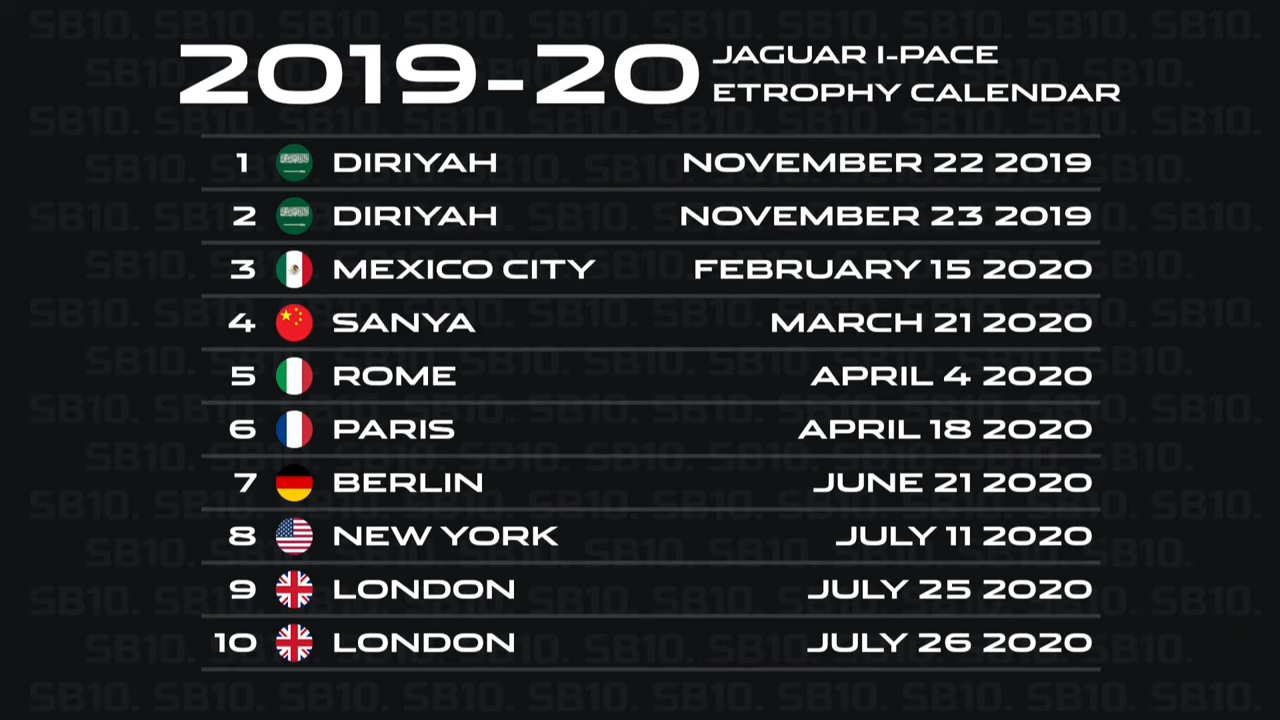 2019-20 JAGUAR I-PACE
ETROPHY CALENDAR
1 DIRIYAH NOVEMBER 22 2019
2 DIRIYAH NOVEMBER 23 2019
3 MEXICO CITY FEBRUARY 15 2020
4 SANYA MARCH 21 2020
5 ROME APRIL 4 2020
6 PARIS APRIL 18 2020
7 BERLIN JUNE 21 2020
8 NEW YORK JULY 11 2020
9 LONDON JULY 25 2020
10 LONDON JULY 26 2020